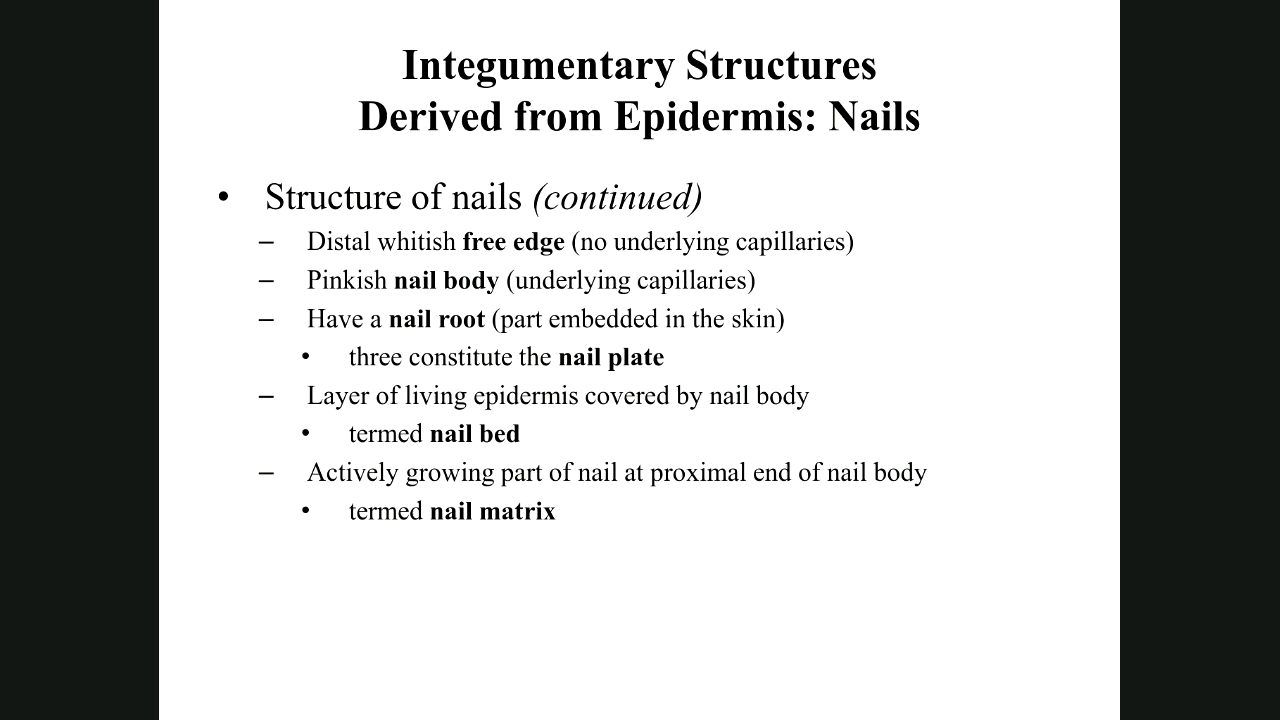 Integumentary Structures
Derived from Epidermis: Nails
• Structure of nails (continued)
– Distal whitish free edge (no underlying capillaries)
– Pinkish nail body (underlying capillaries)
– Have a nail root (part embedded in the skin)
• three constitute the nail plate
– Layer of living epidermis covered by nail body
• termed nail bed
– Actively growing part of nail at proximal end of nail body
• termed nail matrix